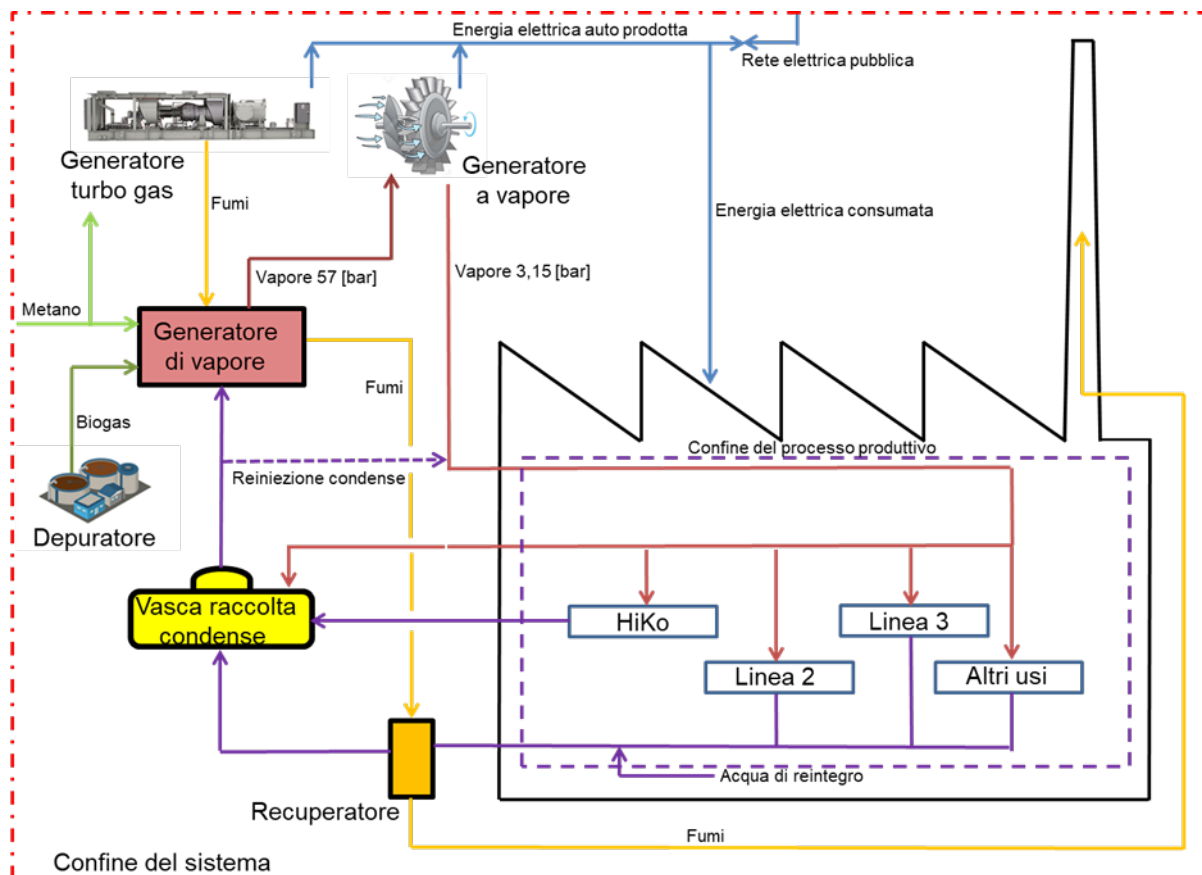 Energia elettrica auto prodotta
Rete elettrica pubblica
Generatore
turbo gas
Generatore
a vapore
Fumi
Energia elettrica consumata
Vapore 57 [bar]
Vapore 3,15 [bar]
Metano
Generatore
di vapore
Fumi
Biogas
Confine del processo produttivo
Reiniezione condense
Depuratore
Vasca raccolta
condense
HiKo
Linea 3
Linea 2
Altri usi
Acqua di reintegro
Recuperatore
Fumi
Confine del sistema